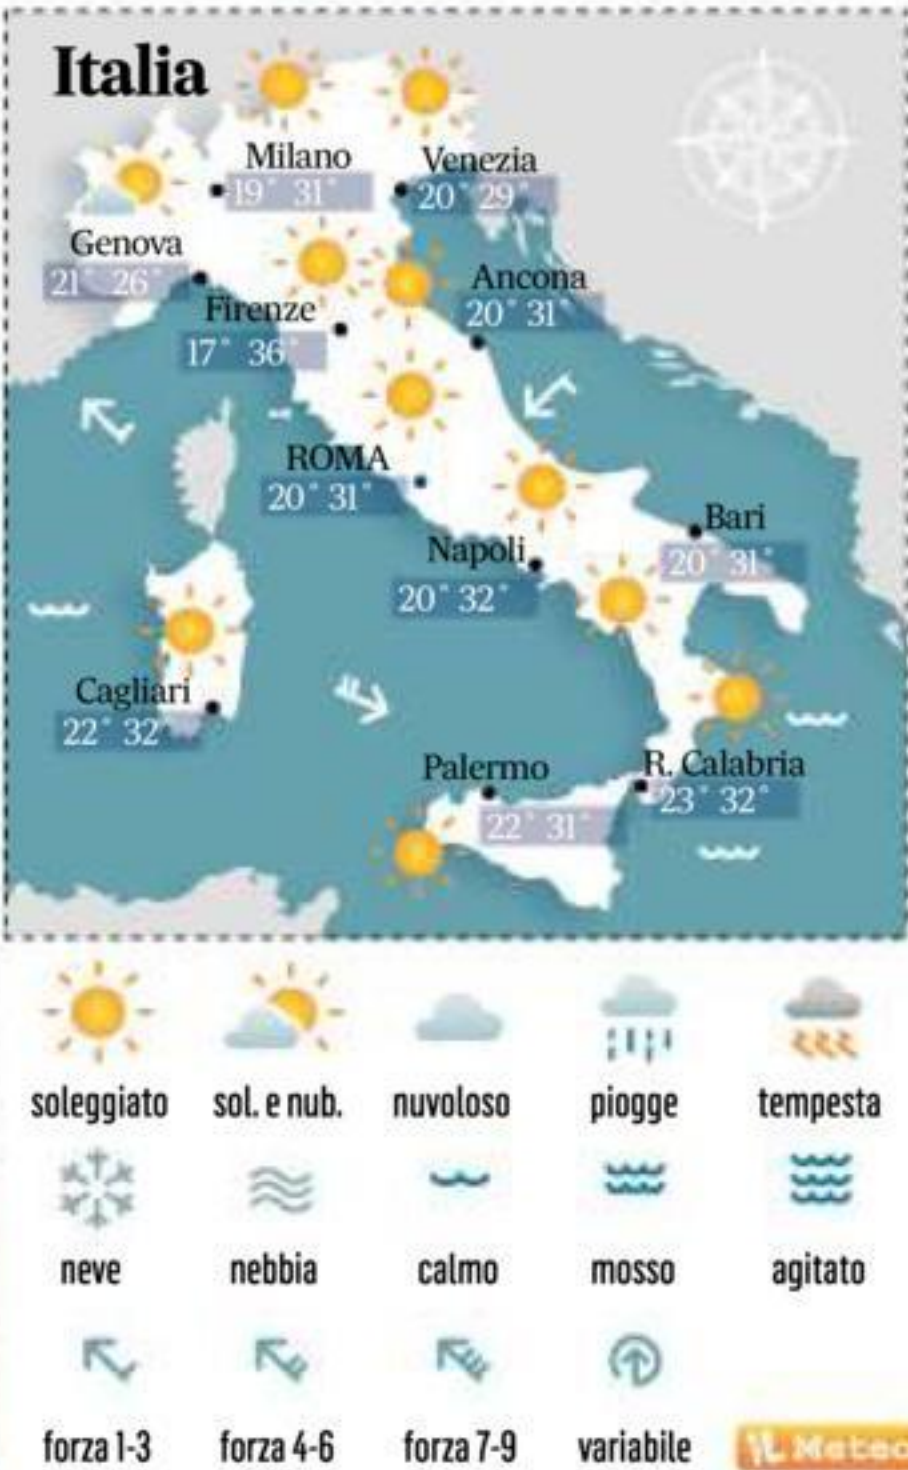 Italia
Milano
19° 31°
Venezia
20° 29°
Genova
21° 26°
Ancona
20° 31°
Firenze
17° 36°
ROMA
20° 31°
Bari
20° 31°
Napoli
20° 32°
Cagliari
22° 32°
Palermo
22° 31°
R. Calabria
23° 32°
soleggiato
sol. e nub.
nuvoloso
piogge
tempesta
neve
nebbia
calmo
mosso
agitato
forza 1-3
forza 4-6
forza 7-9
variabile
Meteo